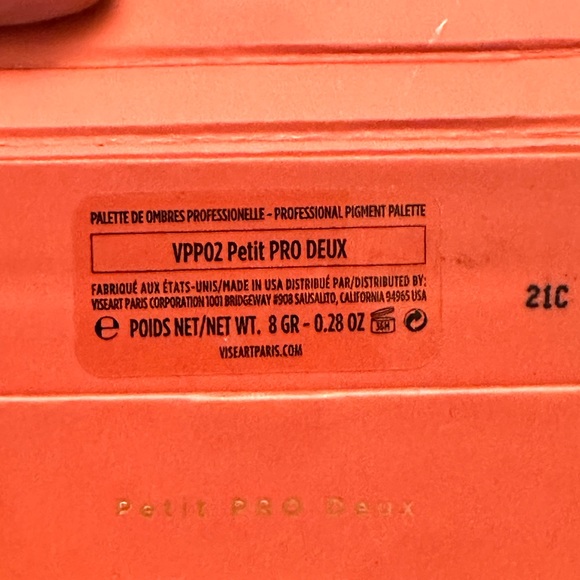 PALETTE DE OMBRES PROFESSIONELLE - PROFESSIONAL PIGMENT PALETTE
VPP02 Petit PRO DEUX
FABRIQUÉ AUX ÉTATS-UNIS/MADE IN USA DISTRIBUÉ PAR/DISTRIBUTED BY:
VISEART PARIS CORPORATION 1001 BRIDGEWAY #908 SAUSALITO, CALIFORNIA 94965 USA
e POIDS NET/NET WT. 8 GR - 0.28 OZ 36M
VISEARTPARIS.COM
21C
Petit PRO Deux